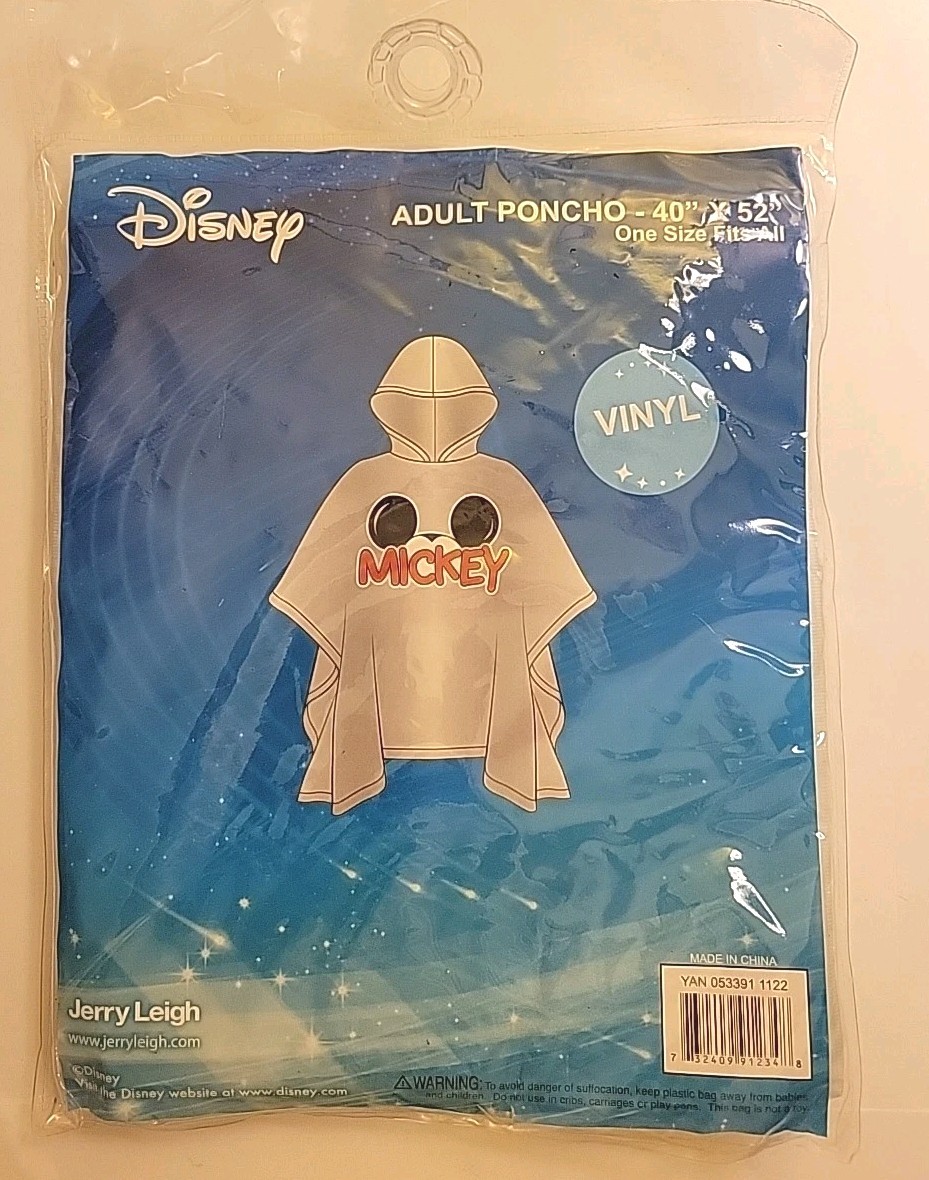 Disney
ADULT PONCHO - 40” X 52”
One Size Fits All
VINYL
MICKEY
MADE IN CHINA
YAN 053391 1122
7 32409 91234 8
Jerry Leigh
www.jerryleigh.com
©Disney
Visit the Disney website at www.disney.com
⚠WARNING: To avoid danger of suffocation, keep plastic bag away from babies
and children. Do not use in cribs, carriages or play pens. This bag is not a toy.